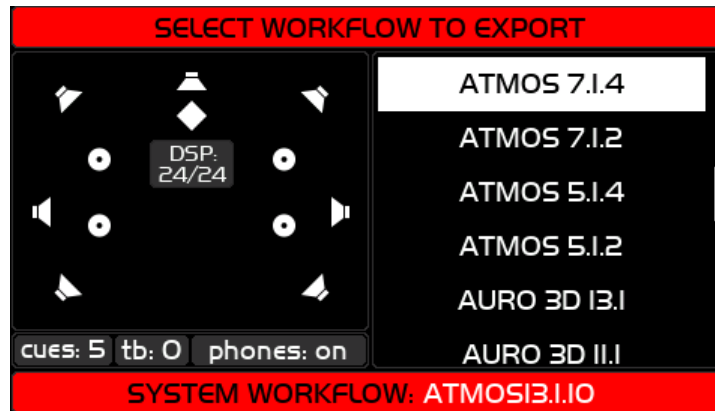 SELECT WORKFLOW TO EXPORT
DSP:
24/24
cues: 5 tb: 0 phones: on
ATMOS 7.1.4
ATMOS 7.1.2
ATMOS 5.1.4
ATMOS 5.1.2
AURO 3D 13.1
AURO 3D 11.1
SYSTEM WORKFLOW: ATMOS13.1.10